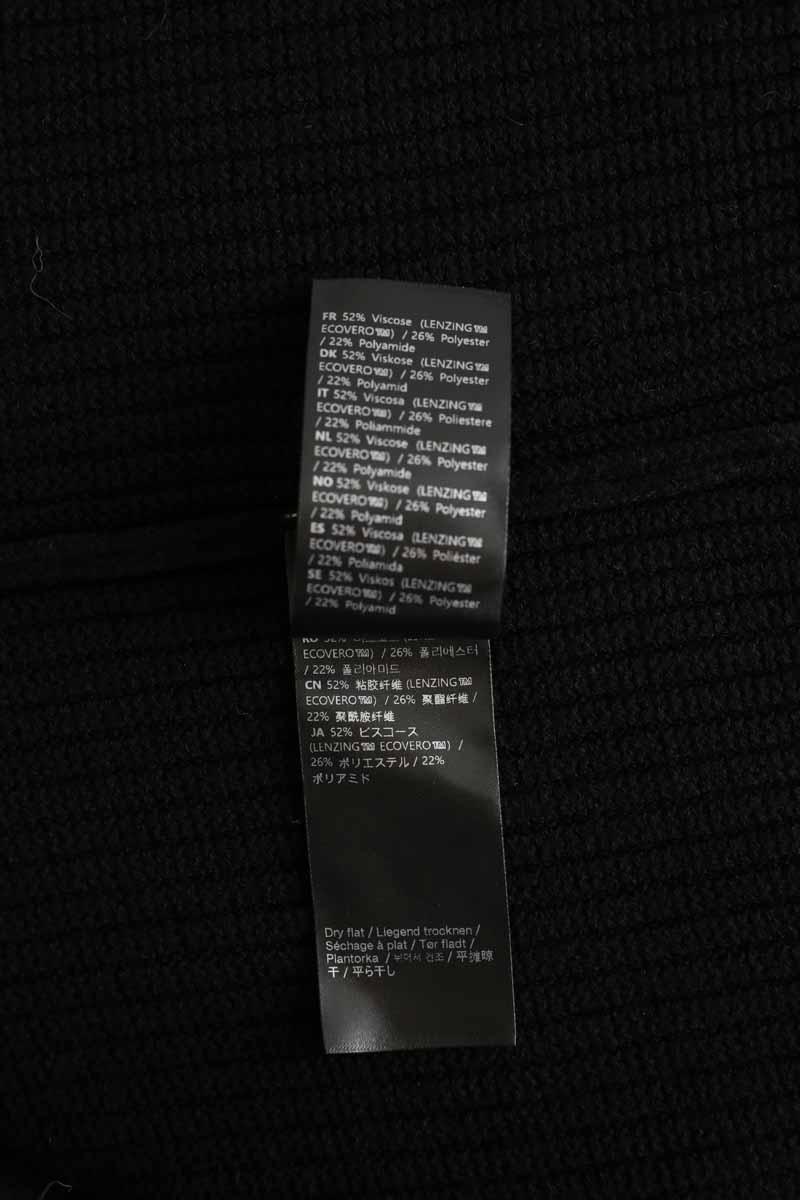 FR 52% Viscose (LENZING™
ECOVERO™) / 26% Polyester
/ 22% Polyamide
DK 52% Viskose (LENZING™
ECOVERO™) / 26% Polyester
/ 22% Polyamid
IT 52% Viscosa (LENZING™
ECOVERO™) / 26% Poliestere
/ 22% Poliammide
NL 52% Viscose (LENZING™
ECOVERO™) / 26% Polyester
/ 22% Polyamide
NO 52% Viskose (LENZING™
ECOVERO™) / 26% Polyester
/ 22% Polyamid
ES 52% Viscosa (LENZING™
ECOVERO™) / 26% Poliéster
/ 22% Poliamida
SE 52% Viskos (LENZING™
ECOVERO™) / 26% Polyester
/ 22% Polyamid
52%
ECOVERO™) / 26% 폴리에스터
/ 22% 폴리아미드
CN 52% 粘胶纤维 (LENZING™
ECOVERO™) / 26% 聚酯纤维 /
22% 聚酰胺纤维
JA 52% ビスコース
(LENZING™ ECOVERO™) /
26% ポリエステル / 22%
ポリアミド
Dry flat / Liegend trocknen /
Séchage à plat / Tør fladt /
Plantorka / 뉘어서 건조 / 平摊晾
干 / 平ら干し